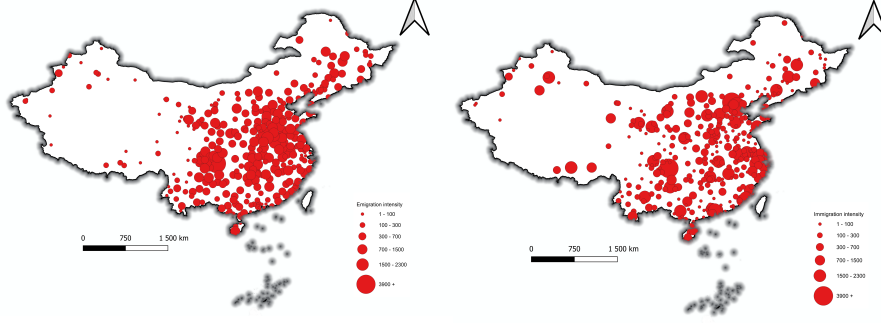 Emigration intensity
1 - 100
100 - 300
300 - 700
700 - 1500
1500 - 2300
3900 +
0 750 1 500 km
Immigration intensity
1 - 100
100 - 300
300 - 700
700 - 1500
1500 - 2300
3900 +
0 750 1 500 km